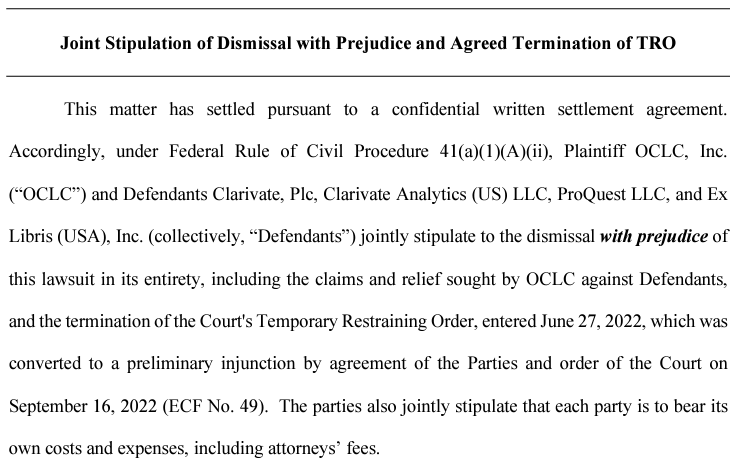 Joint Stipulation of Dismissal with Prejudice and Agreed Termination of TRO
This matter has settled pursuant to a confidential written settlement agreement.
Accordingly, under Federal Rule of Civil Procedure 41(a)(1)(A)(ii), Plaintiff OCLC, Inc.
(“OCLC”) and Defendants Clarivate, Plc, Clarivate Analytics (US) LLC, ProQuest LLC, and Ex
Libris (USA), Inc. (collectively, “Defendants”) jointly stipulate to the dismissal with prejudice of
this lawsuit in its entirety, including the claims and relief sought by OCLC against Defendants,
and the termination of the Court's Temporary Restraining Order, entered June 27, 2022, which was
converted to a preliminary injunction by agreement of the Parties and order of the Court on
September 16, 2022 (ECF No. 49).  The parties also jointly stipulate that each party is to bear its
own costs and expenses, including attorneys’ fees.